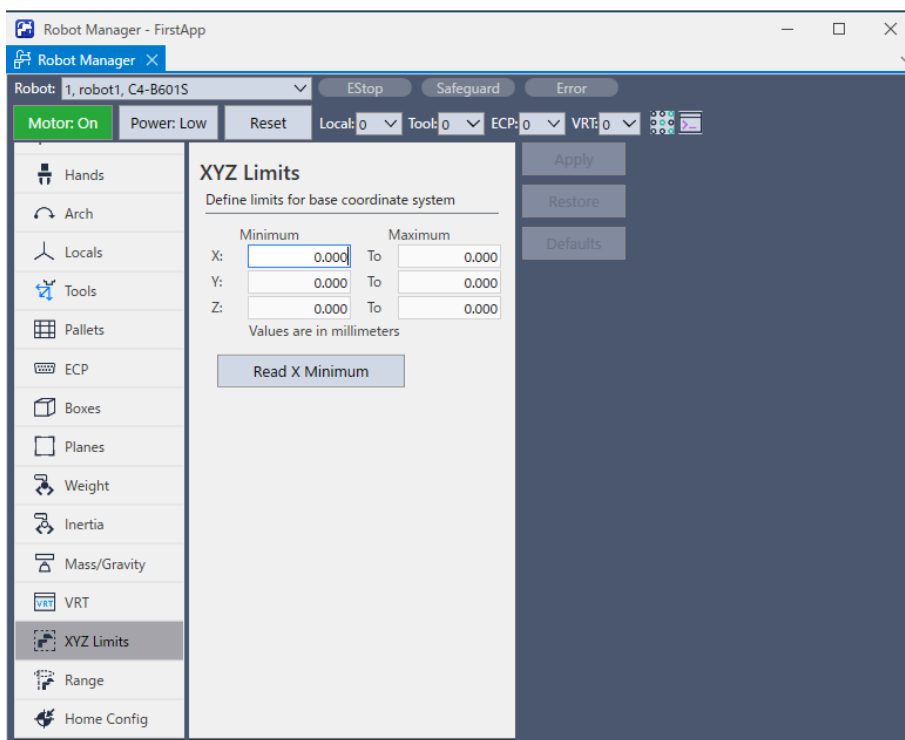 Robot Manager - FirstApp
Robot Manager
Robot: 1, robot1, C4-B601S EStop Safeguard Error
Motor: On Power: Low Reset Local: 0 Tool: 0 ECP: 0 VRT: 0
Hands
Arch
Locals
Tools
Pallets
ECP
Boxes
Planes
Weight
Inertia
Mass/Gravity
VRT VRT
XYZ Limits
Range
Home Config
XYZ Limits
Define limits for base coordinate system
Minimum Maximum
X: 0.000 To 0.000
Y: 0.000 To 0.000
Z: 0.000 To 0.000
Values are in millimeters
Read X Minimum
Apply
Restore
Defaults